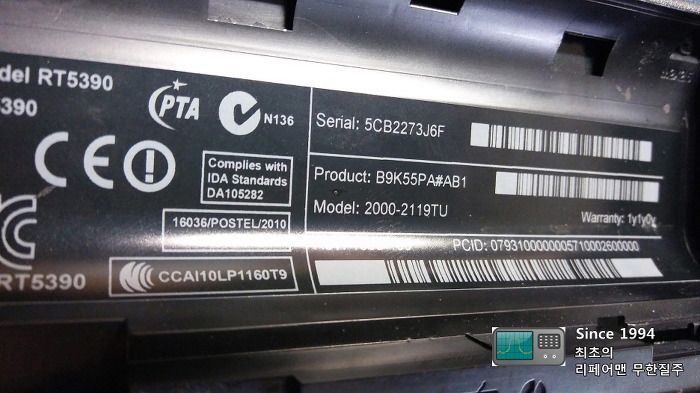 del RT5390
5390
PTA
N136
Complies with
IDA Standards
DA105282
16036/POSTEL/2010
RT5390
CCAI10LP1160T9
Serial: 5CB2273J6F
Product: B9K55PA#AB1
Model: 2000-2119TU
Warranty: 1y1y0y
PCID: 079310000005710002600000
Since 1994
최초의
리페어맨 무한질주